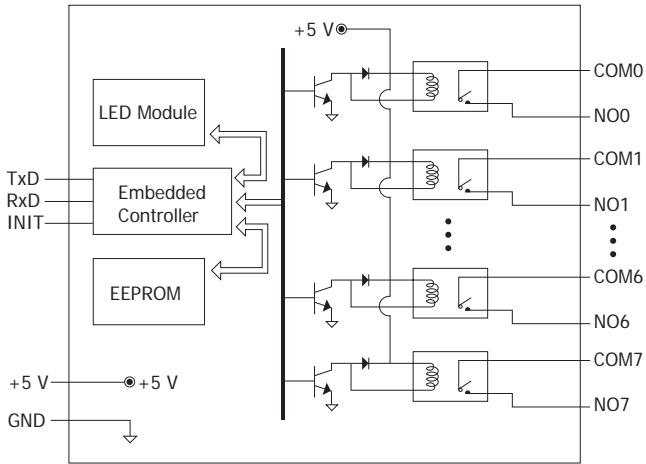 +5 V
COM0
NO0
LED Module
COM1
TxD
RxD
INIT
Embedded
Controller
NO1
EEPROM
COM6
NO6
COM7
+5 V
+5 V
NO7
GND